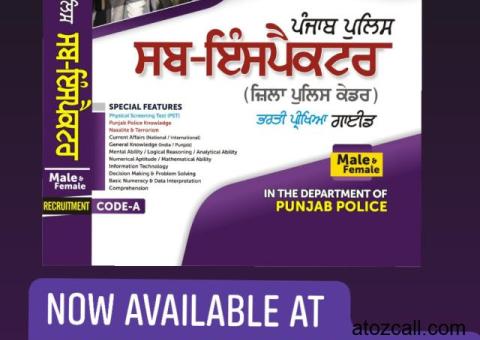 ਪੰਜਾਬ ਪੁਲਿਸ
ਸਬ-ਇੰਸਪੈਕਟਰ
(ਜ਼ਿਲਾ ਪੁਲਿਸ ਕੇਡਰ)
ਭਰਤੀ ਪ੍ਰੀਖਿਆ ਗਾਈਡ
SPECIAL FEATURES
Physical Screening Test (PST)
Punjab Police Knowledge
Naxalite & Terrorism
Current Affairs (National / International)
General Knowledge (India / Punjab)
Mental Ability / Logical Reasoning / Analytical Ability
Numerical Aptitude / Mathematical Ability
Information Technology
Decision Making & Problem Solving
Basic Numeracy & Data Interpretation
Comprehension
Male & Female
IN THE DEPARTMENT OF
PUNJAB POLICE
CODE-A
ਸਬ-ਇੰਸਪੈਕਟਰ
Male & Female
RECRUITMENT
NOW AVAILABLE AT
atozcall.com